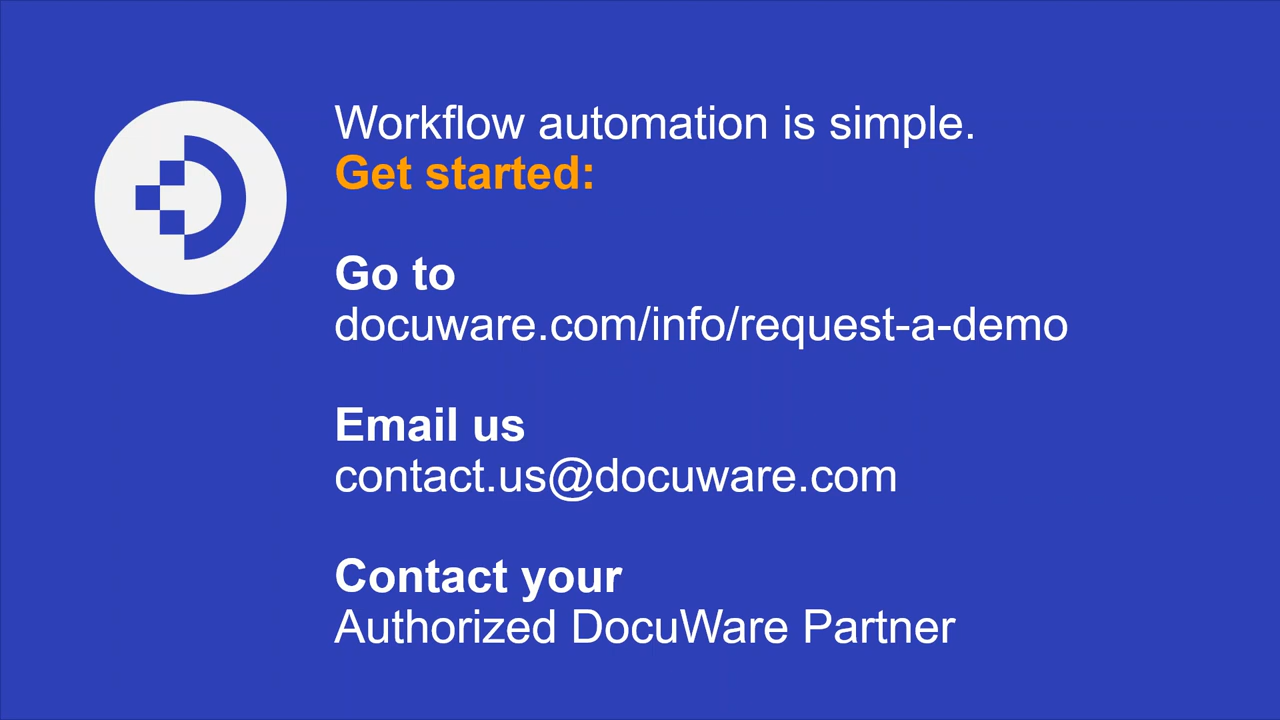 Workflow automation is simple.
Get started:
Go to
docuware.com/info/request-a-demo
Email us
contact.us@docuware.com
Contact your
Authorized DocuWare Partner